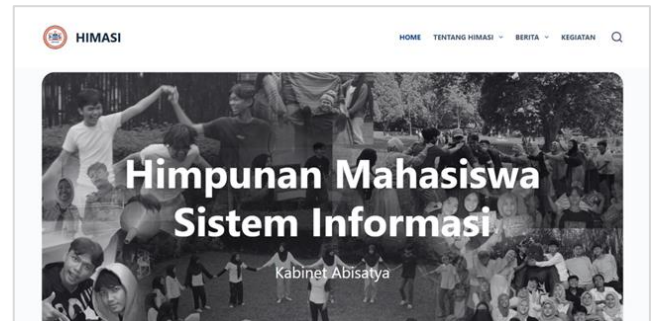 HIMASI
HOME TENTANG HIMASI BERITA KEGIATAN
Himpunan Mahasiswa
Sistem Informasi
Kabinet Abisatya